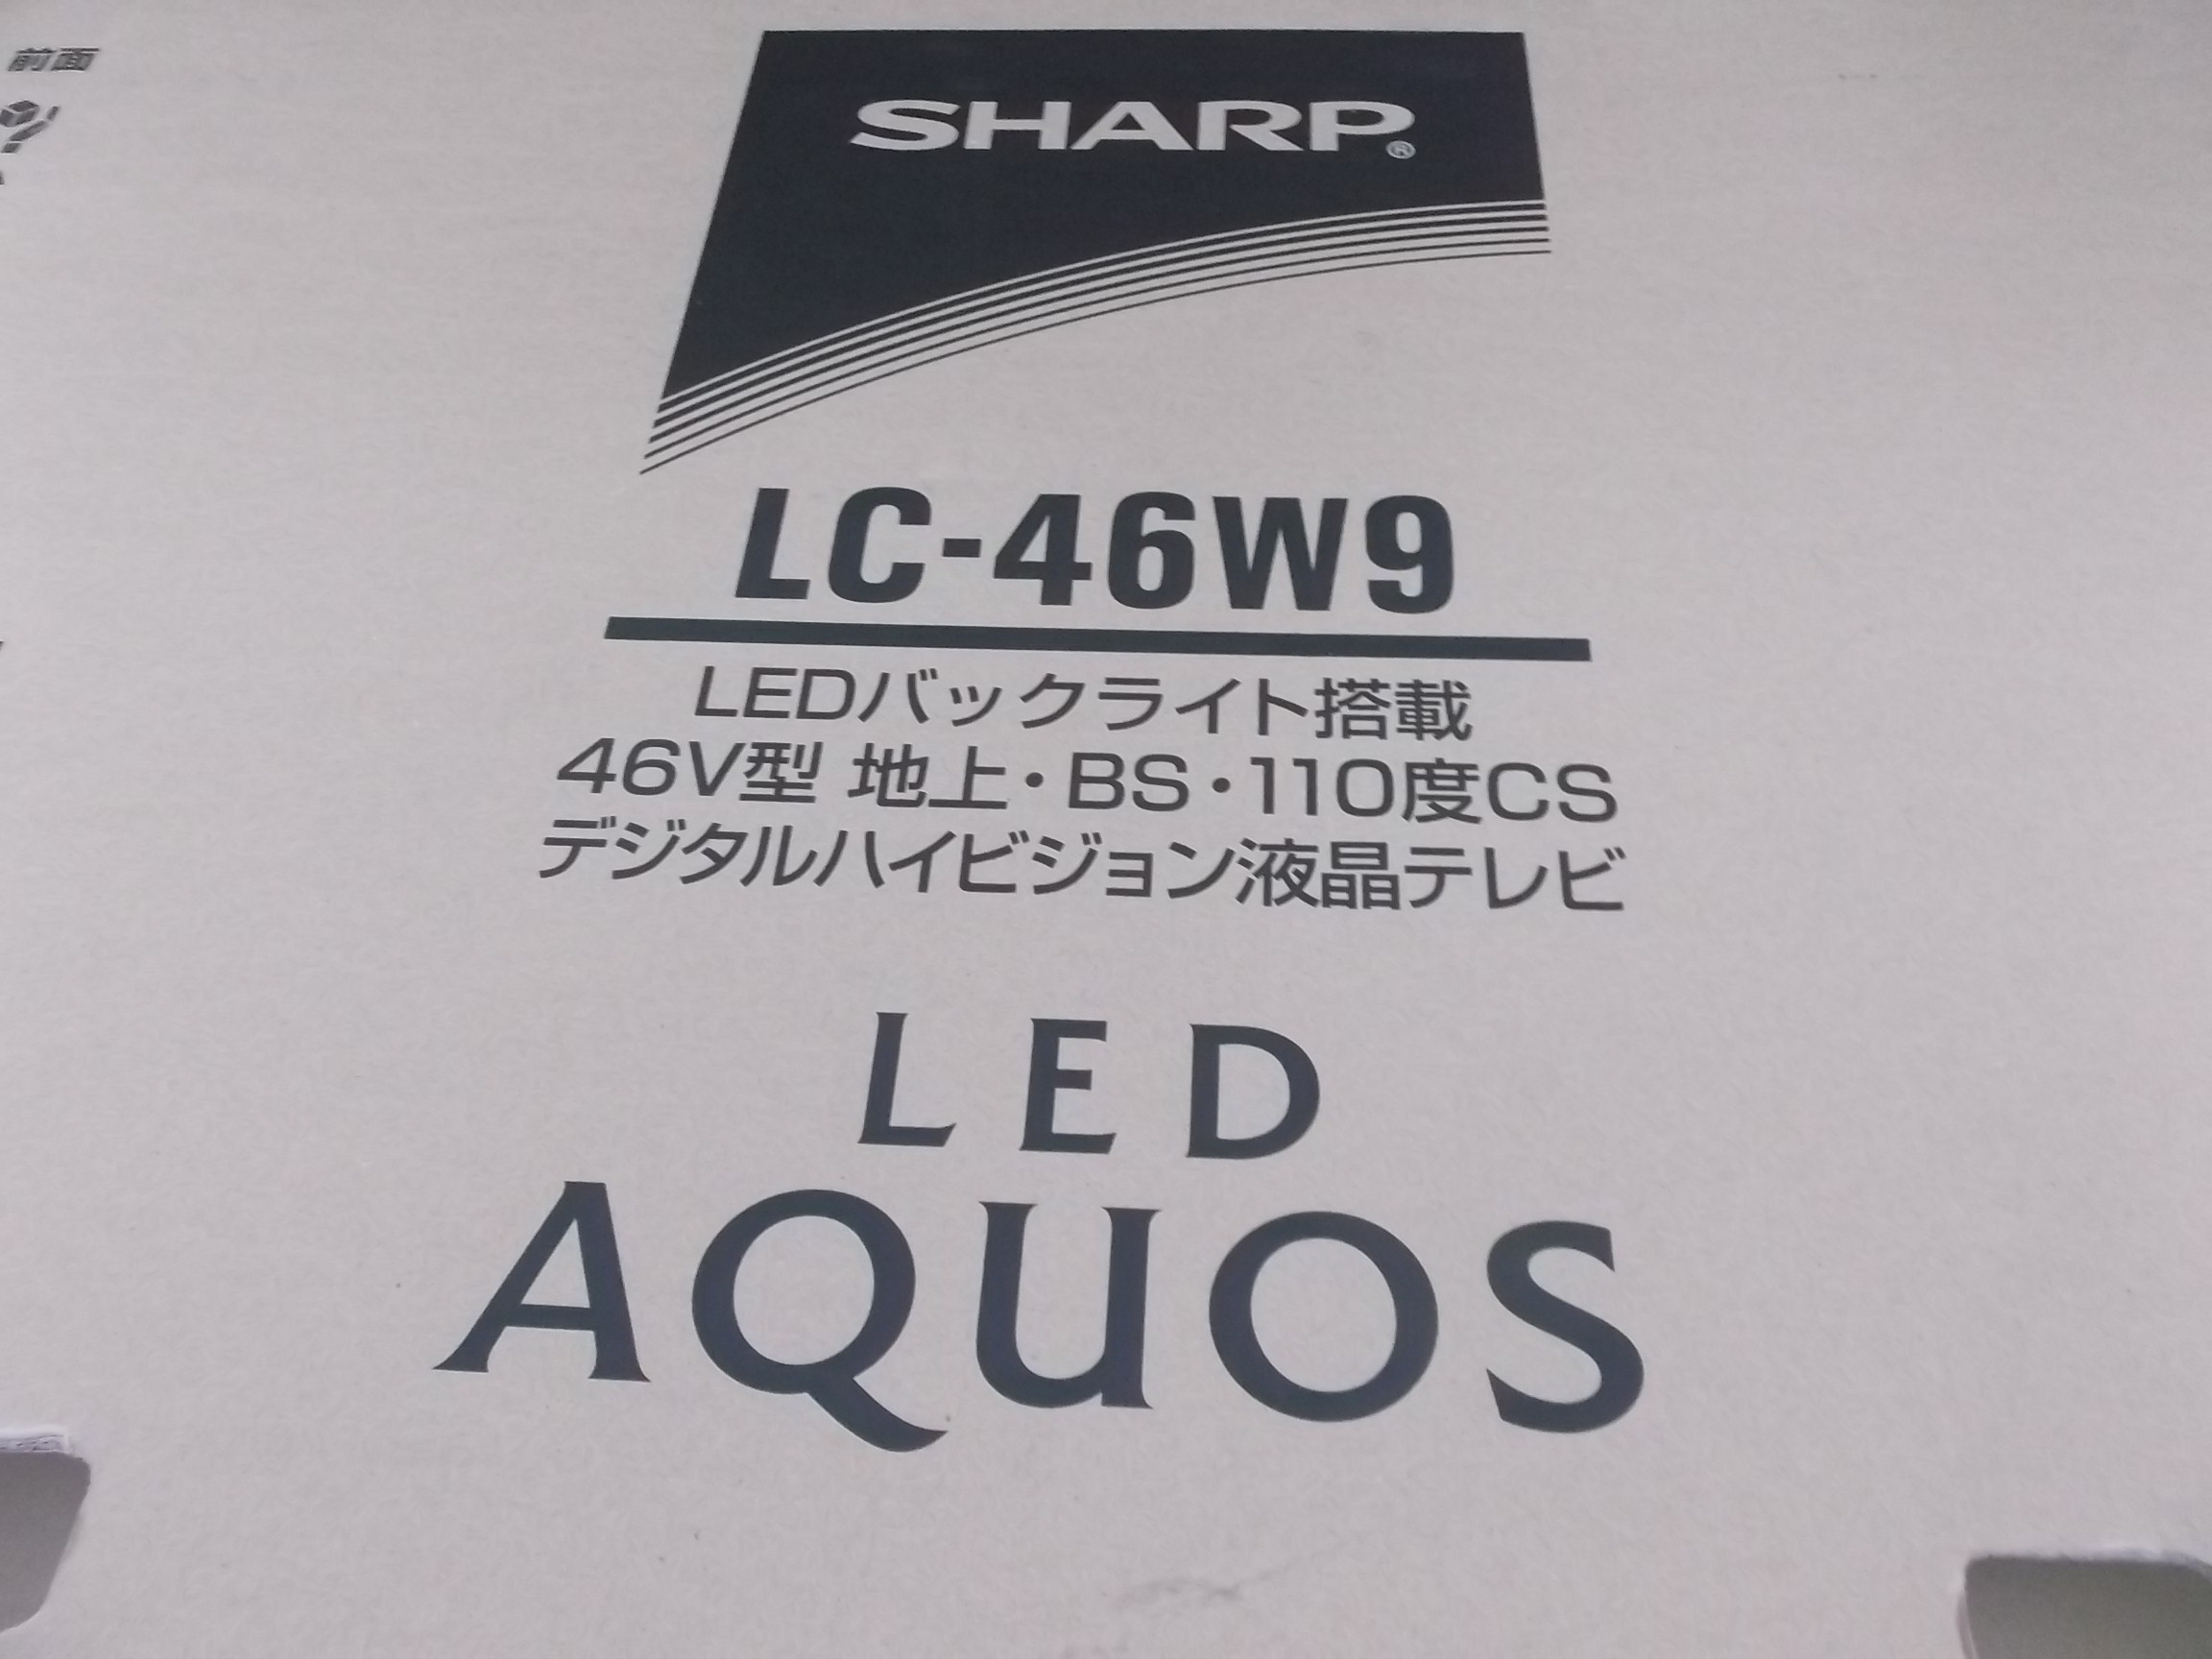 前面
SHARP®
LC-46W9
LEDバックライト搭載
46V型 地上・BS・110度CS
デジタルハイビジョン液晶テレビ
LED
AQUOS